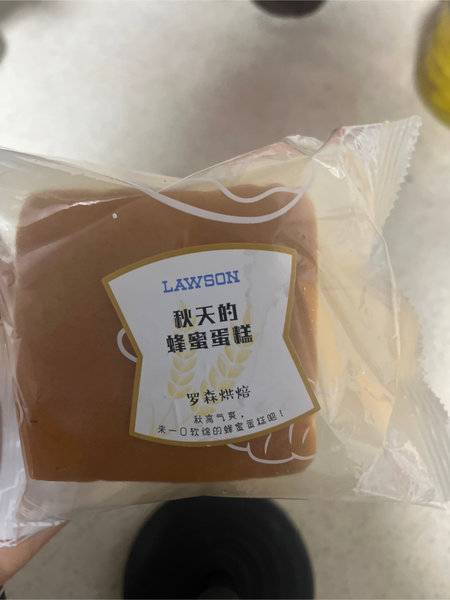 LAWSON
秋天的
蜂蜜蛋糕
罗森烘焙
秋高气爽，
来一口软绵的蜂蜜蛋糕吧！